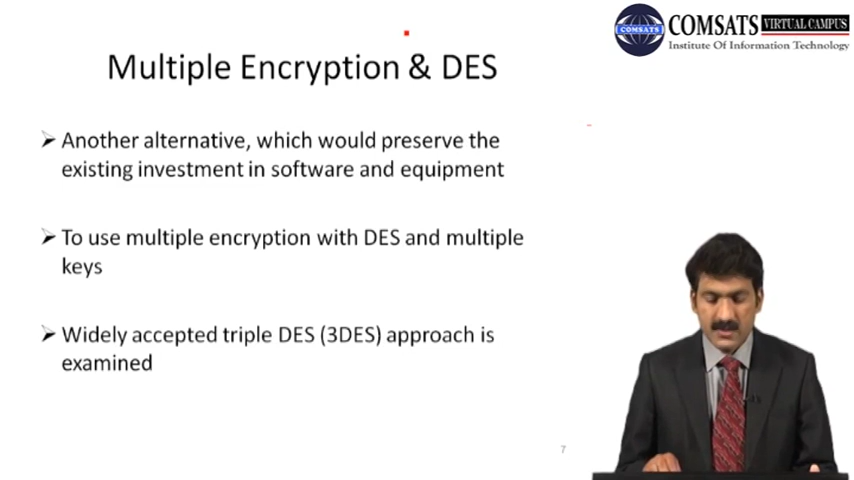 COMSATS VIRTUAL CAMPUS
COMSATS
Institute Of Information Technology
Multiple Encryption & DES
Another alternative, which would preserve the
existing investment in software and equipment
To use multiple encryption with DES and multiple
keys
Widely accepted triple DES (3DES) approach is
examined
7